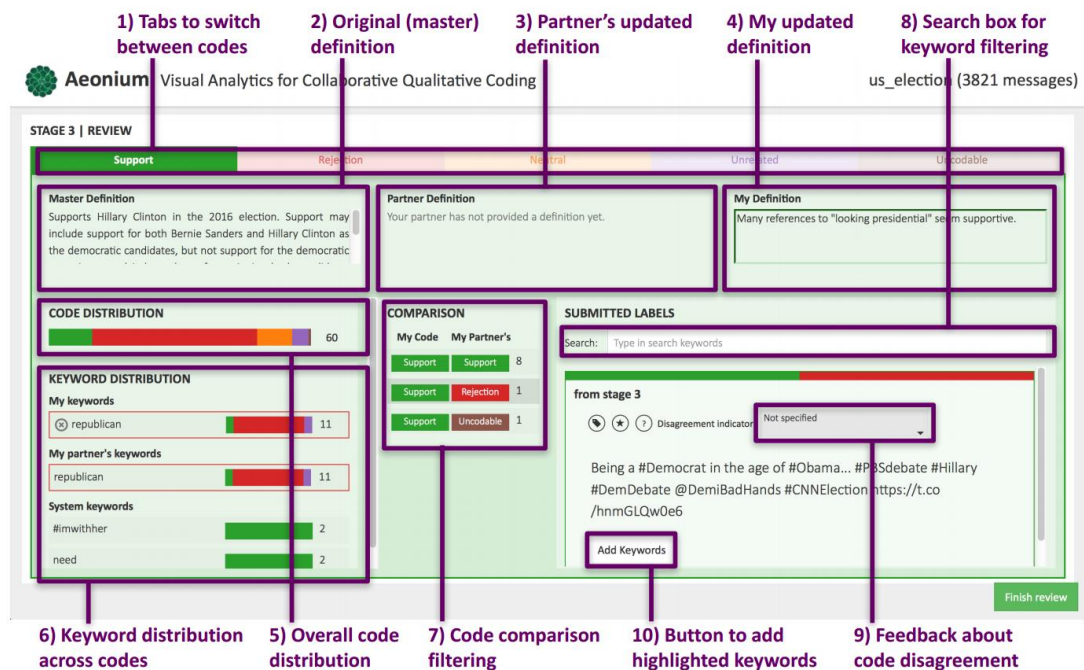 1) Tabs to switch
between codes
2) Original (master)
definition
3) Partner's updated
definition
4) My updated
definition
8) Search box for
keyword filtering
Aeonium Visual Analytics for Collaborative Qualitative Coding
us_election (3821 messages)
STAGE 3 | REVIEW
Support
Rejection
Neutral
Unrelated
Uncodable
Master Definition
Supports Hillary Clinton in the 2016 election. Support may
include support for both Bernie Sanders and Hillary Clinton as
the democratic candidates, but not support for the democratic
Partner Definition
Your partner has not provided a definition yet.
My Definition
Many references to "looking presidential" seem supportive.
CODE DISTRIBUTION
60
KEYWORD DISTRIBUTION
My keywords
republican 11
My partner's keywords
republican 11
System keywords
#imwithher 2
need 2
COMPARISON
My Code My Partner's
Support Support 8
Support Rejection 1
Support Uncodable 1
SUBMITTED LABELS
Search: Type in search keywords
from stage 3
? Disagreement indicator Not specified
Being a #Democrat in the age of #Obama... #PBSdebate #Hillary
#DemDebate @DemiBadHands #CNNElection https://t.co
/hnmGLQw0e6
Add Keywords
Finish review
6) Keyword distribution
across codes
5) Overall code
distribution
7) Code comparison
filtering
10) Button to add
highlighted keywords
9) Feedback about
code disagreement